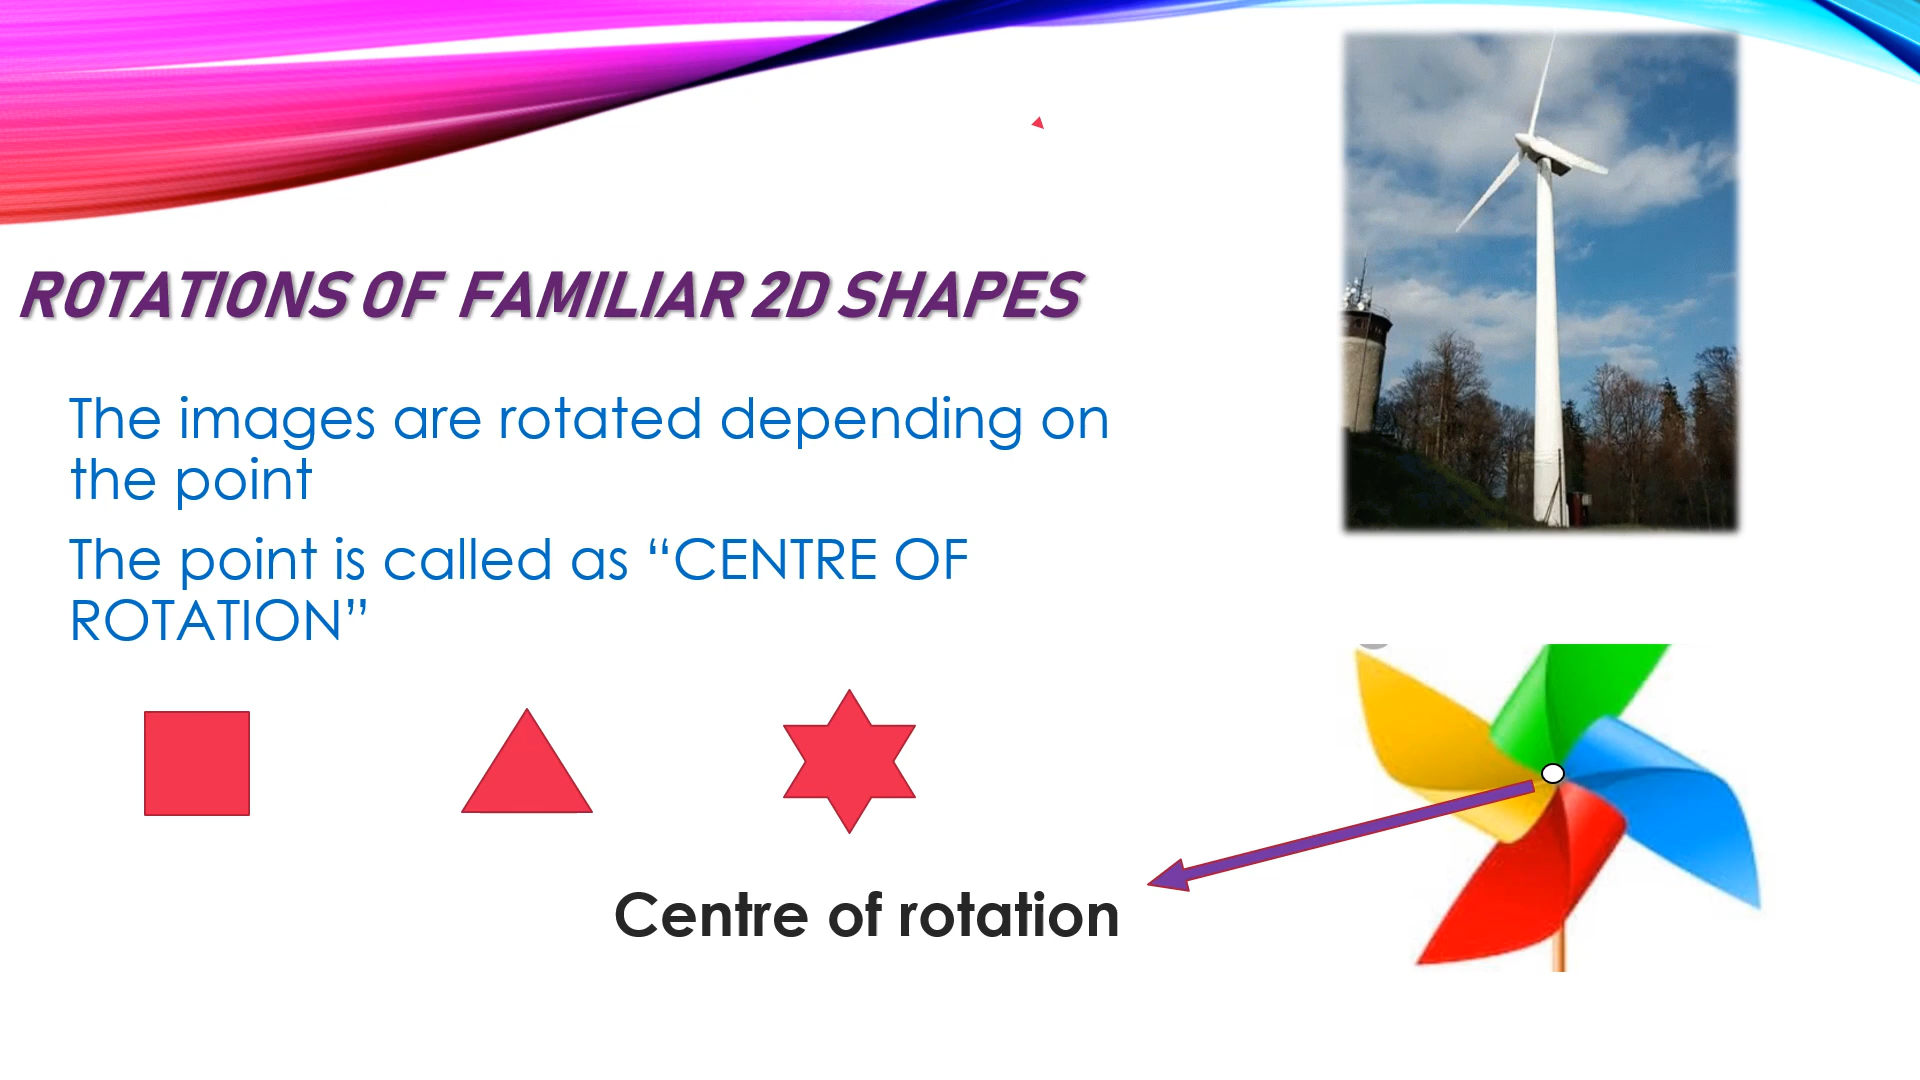 ROTATIONS OF FAMILIAR 2D SHAPES
The images are rotated depending on
the point
The point is called as “CENTRE OF
ROTATION”
Centre of rotation